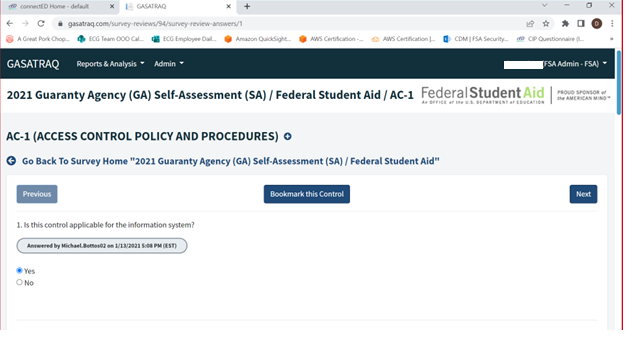 connectED Home - default
GASATRAQ
gasatraq.com/survey-reviews/94/survey-review-answers/1
A Great Pork Chop...
ECG Team OOO Cal...
ECG Employee Dail...
Amazon QuickSight...
AWS Certification -...
AWS Certification (...
CDM | FSA Security...
CIP Questionnaire (I...
GASATRAQ
Reports & Analysis
Admin
(FSA Admin - FSA)
2021 Guaranty Agency (GA) Self-Assessment (SA) / Federal Student Aid / AC-1
Federal Student Aid
An OFFICE of the U.S. DEPARTMENT of EDUCATION
PROUD SPONSOR of
the AMERICAN MIND
AC-1 (ACCESS CONTROL POLICY AND PROCEDURES)
Go Back To Survey Home "2021 Guaranty Agency (GA) Self-Assessment (SA) / Federal Student Aid"
Previous
Bookmark this Control
Next
1. Is this control applicable for the information system?
Answered by Michael.Bottos02 on 1/13/2021 5:08 PM (EST)
Yes
No